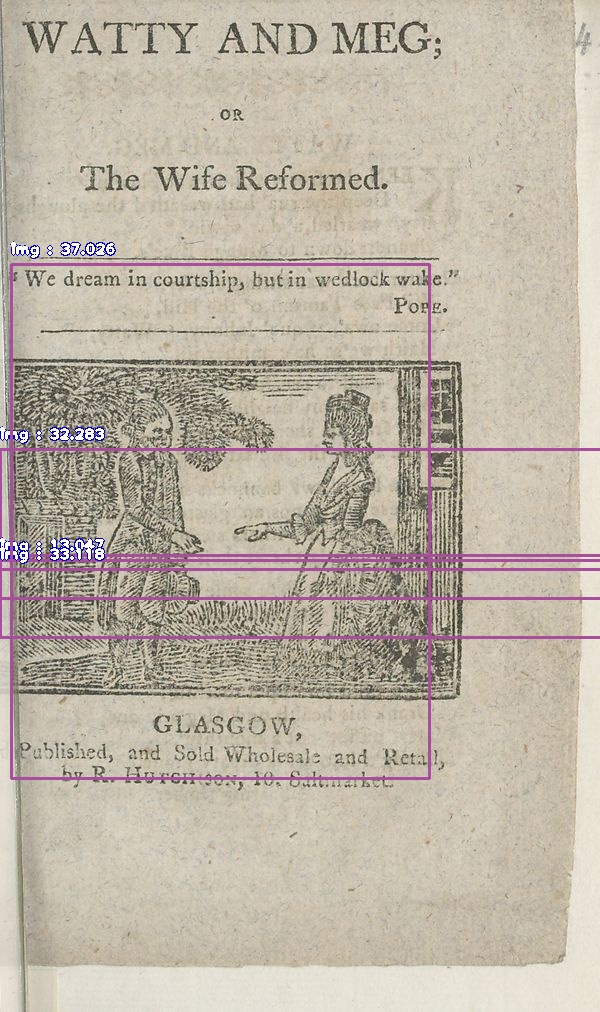 WATTY AND MEG;
4
OR
The Wife Reformed.
Img : 37.026
" We dream in courtship, but in wedlock wake."
POPE.
Img : 32.283
Img : 13.047
Img : 33.118
GLASGOW,
Published, and Sold Wholesale and Retail,
by R. HUTCHISON, 10, Saltmarket.